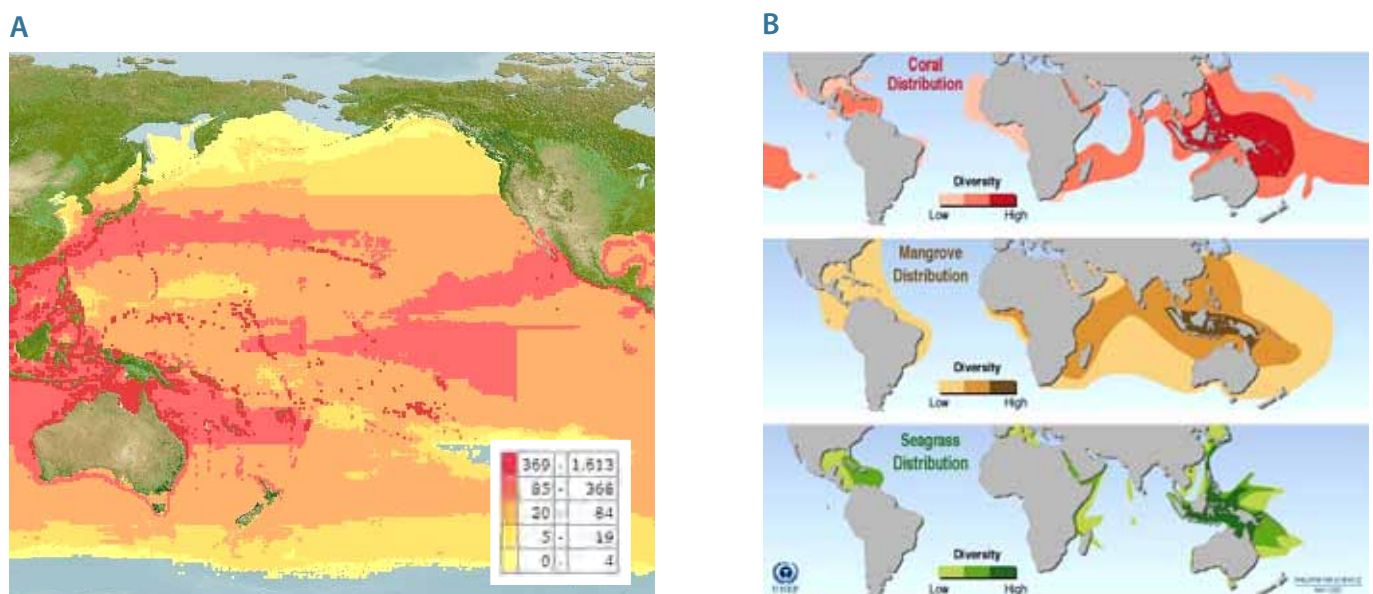 A
B
369 - 1,613
85 - 368
20 - 84
5 - 19
0 - 4
Coral
Distribution
Diversity
Low High
Mangrove
Distribution
Diversity
Low High
Seagrass
Distribution
Diversity
Low High
UNEP